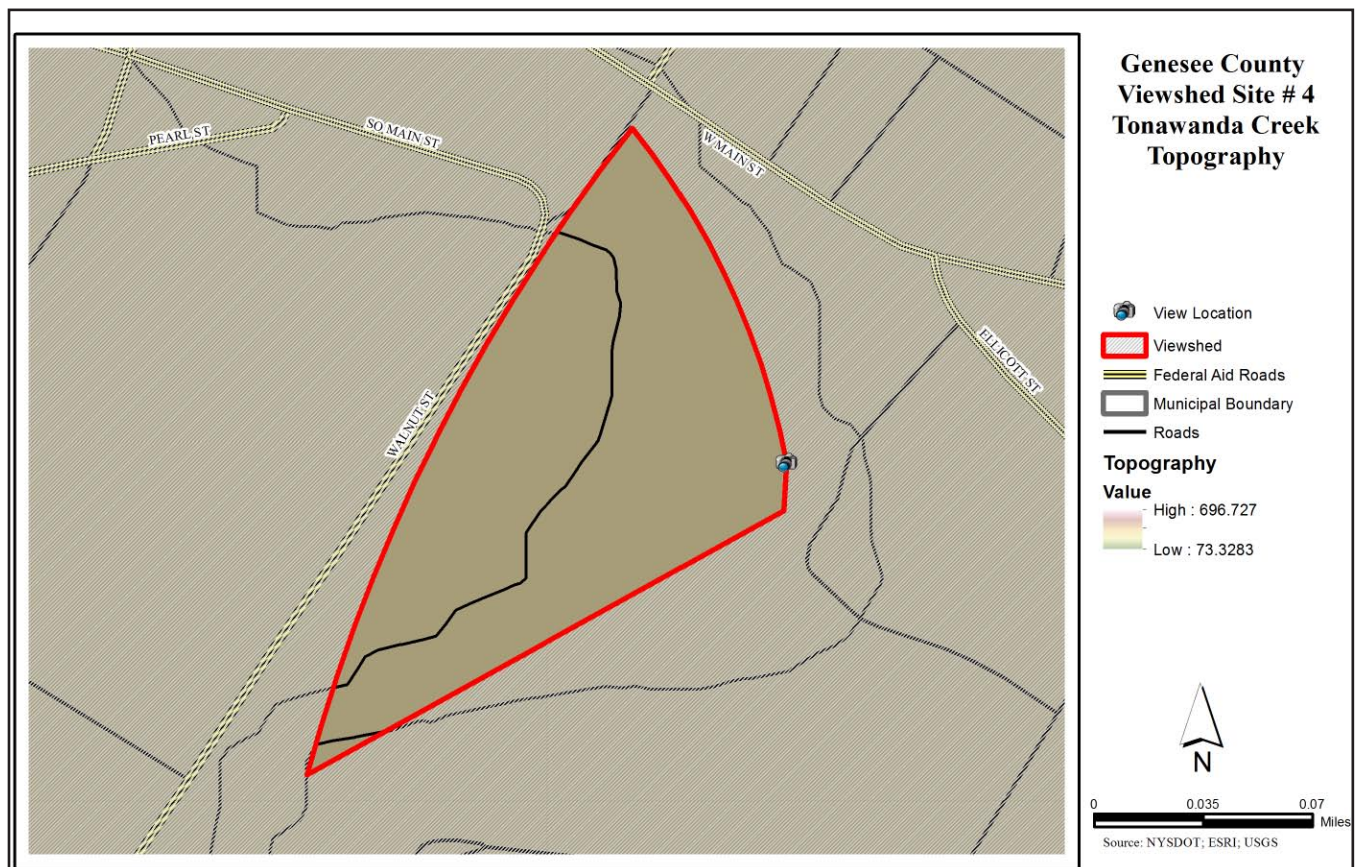 Genesee County
Viewshed Site # 4
Tonawanda Creek
Topography
PEARL ST
SO MAIN ST
W MAIN ST
ELLICOTT ST
WALNUT ST
View Location
Viewshed
Federal Aid Roads
Municipal Boundary
Roads
Topography
Value
High : 696.727
Low : 73.3283
N
0 0.035 0.07
Miles
Source: NYSDOT; ESRI; USGS